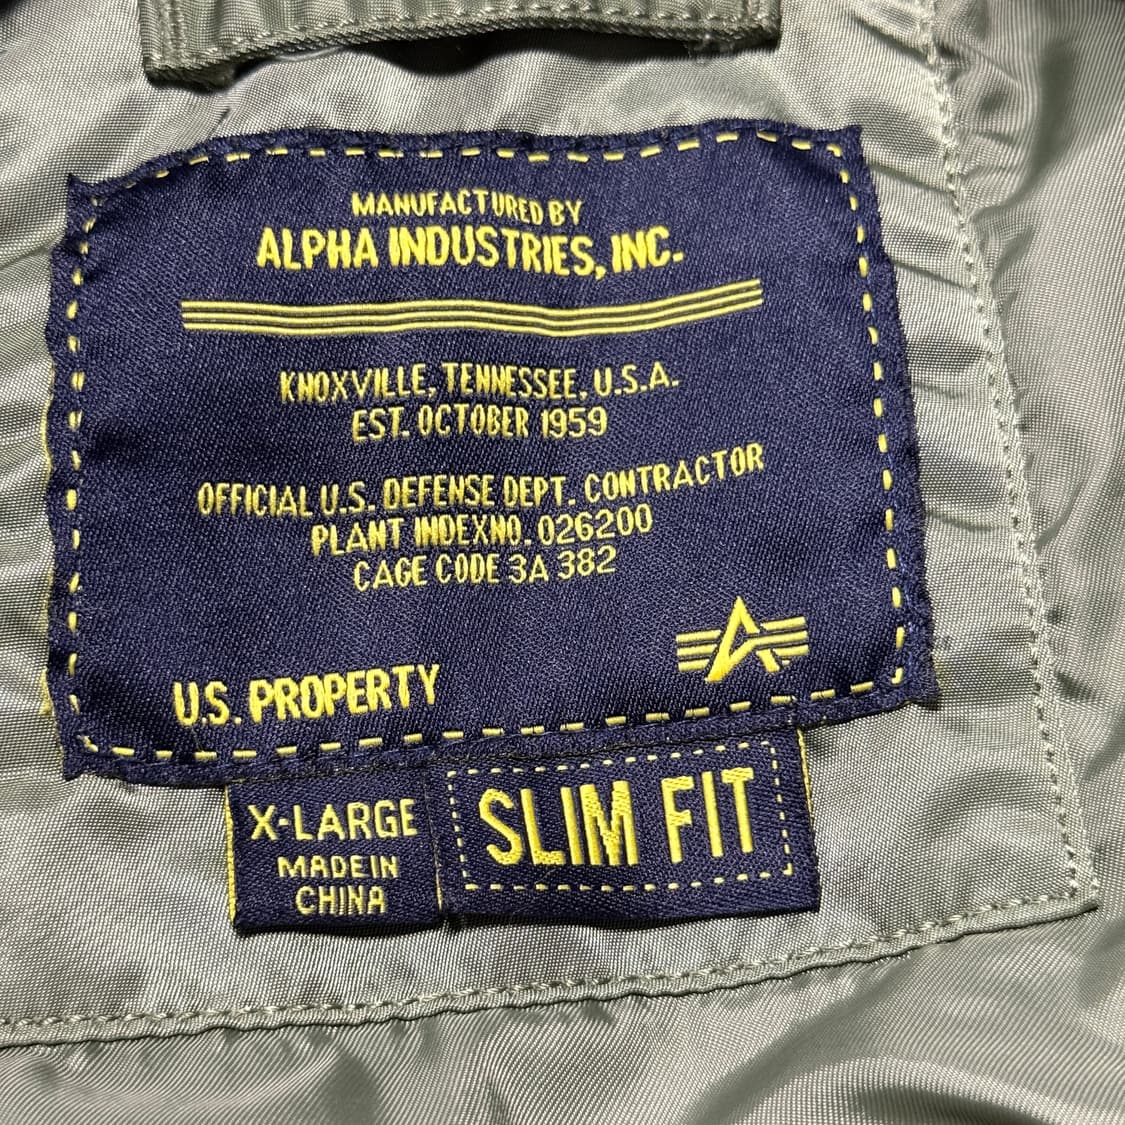 MANUFACTURED BY
ALPHA INDUSTRIES, INC.
KNOXVILLE, TENNESSEE, U.S.A.
EST. OCTOBER 1959
OFFICIAL U.S. DEFENSE DEPT. CONTRACTOR
PLANT INDEXNO. 026200
CAGE CODE 3A 382
U.S. PROPERTY
X-LARGE
MADE IN
CHINA
SLIM FIT